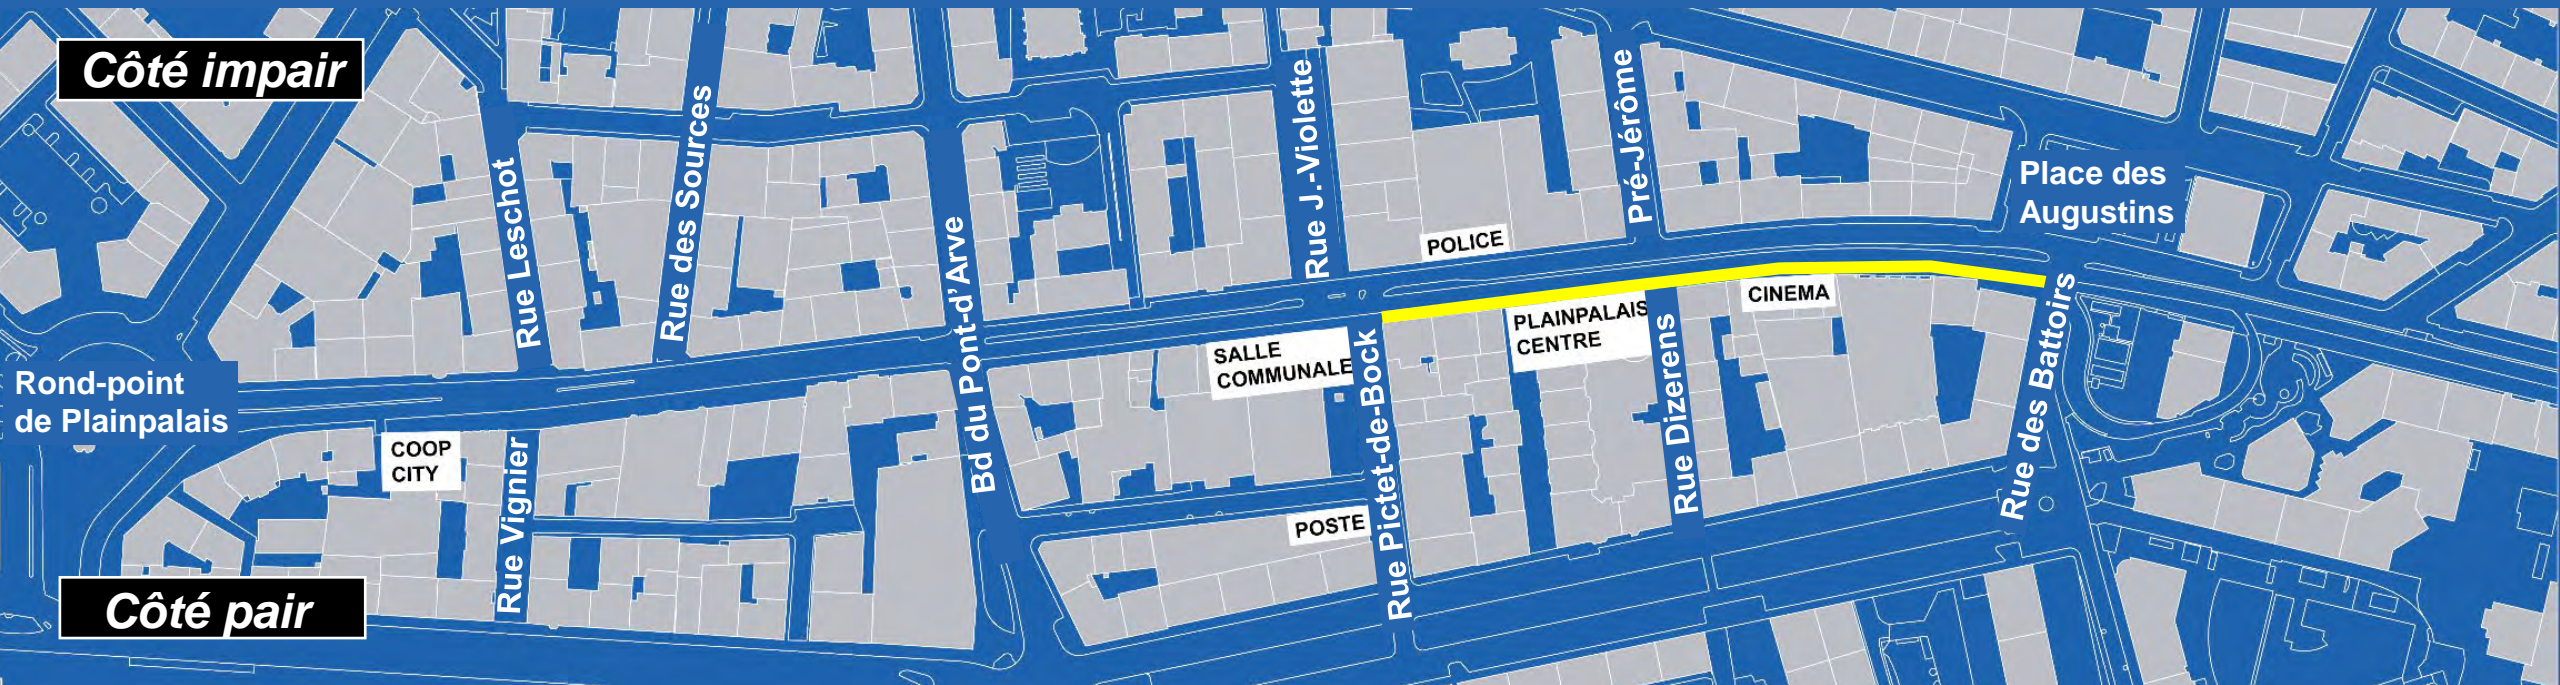 Côté impair
Rue Leschot
Rue des Sources
Bd du Pont-d'Arve
Rue J.-Violette
Pré-Jérôme
Place des
Augustins
POLICE
Rond-point
de Plainpalais
COOP
CITY
Rue Vignier
SALLE
COMMUNALE
POSTE
Rue Pictet-de-Bock
PLAINPALAIS
CENTRE
Rue Dizerens
CINEMA
Rue des Battoirs
Côté pair